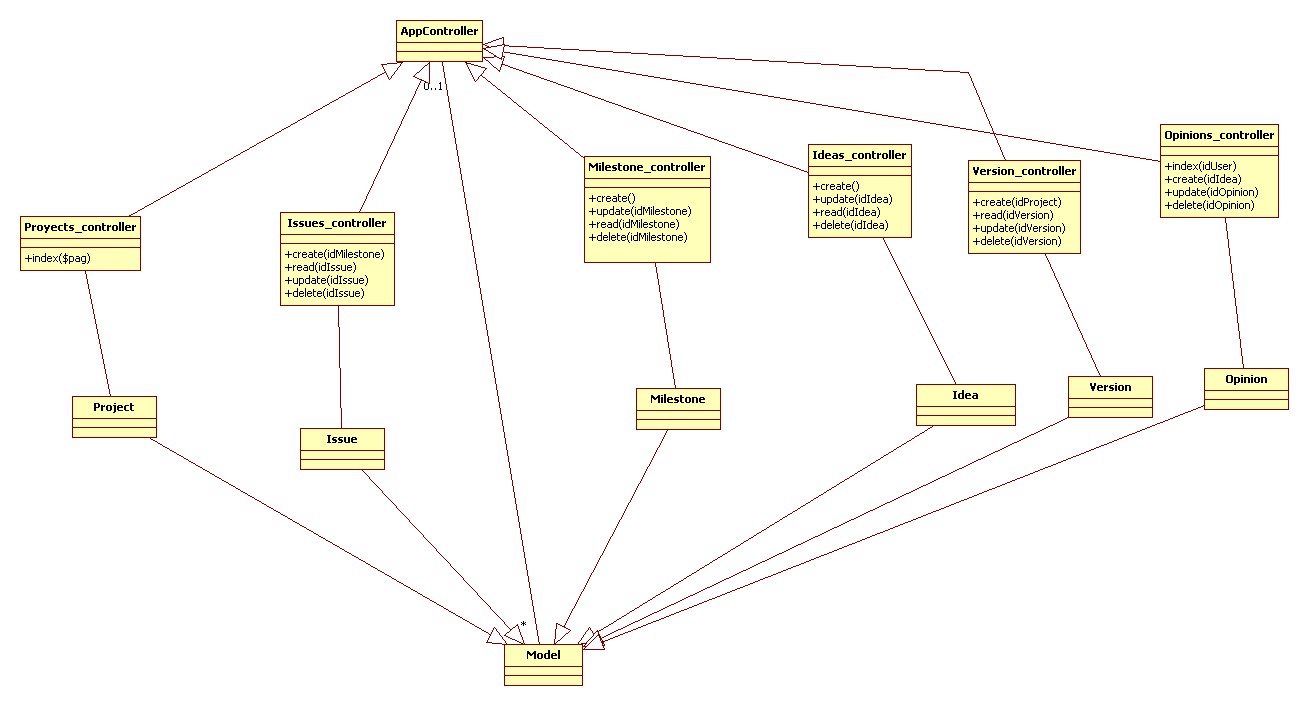 AppController
0..1
Opinions_controller
+index(idUser)
+create(idIdea)
+update(idOpinion)
+delete(idOpinion)
Ideas_controller
+create()
+update(idIdea)
+read(idIdea)
+delete(idIdea)
Milestone_controller
+create()
+update(idMilestone)
+read(idMilestone)
+delete(idMilestone)
Version_controller
+create(idProject)
+read(idVersion)
+update(idVersion)
+delete(idVersion)
Proyects_controller
+index($pag)
Issues_controller
+create(idMilestone)
+read(idIssue)
+update(idIssue)
+delete(idIssue)
Project
Issue
Milestone
Idea
Version
Opinion
*
Model